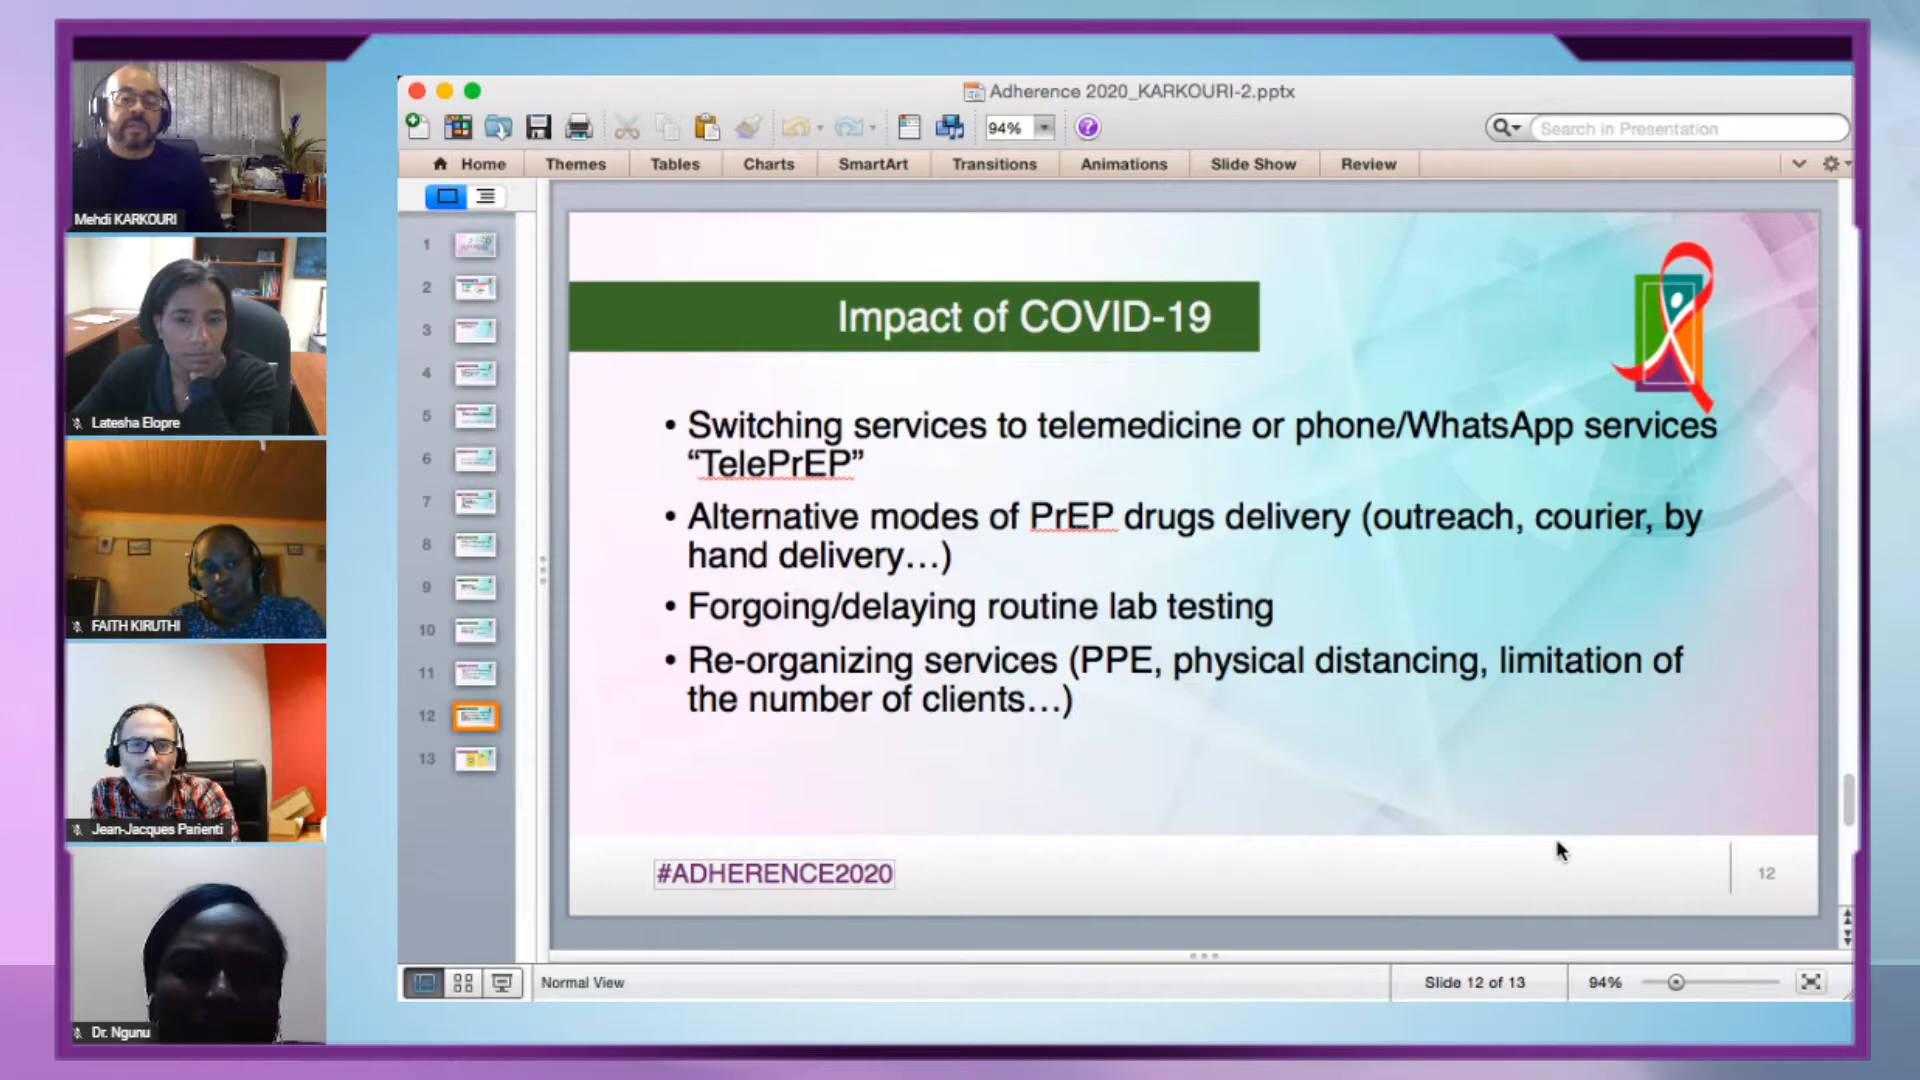 Mehdi KARKOURI
Latesha Elopre
FAITH KIRUTHI
Jean-Jacques Parienti
Dr. Ngunu
Adherence 2020_KARKOURI-2.pptx
94%
Search in Presentation
Home Themes Tables Charts SmartArt Transitions Animations Slide Show Review
1
2
3
4
5
6
7
8
9
10
11
12
13
Impact of COVID-19
• Switching services to telemedicine or phone/WhatsApp services
“TelePrEP”
• Alternative modes of PrEP drugs delivery (outreach, courier, by
hand delivery…)
• Forgoing/delaying routine lab testing
• Re-organizing services (PPE, physical distancing, limitation of
the number of clients…)
#ADHERENCE2020
12
Normal View
Slide 12 of 13
94%